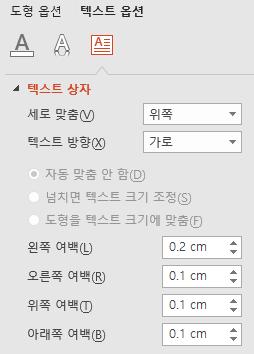 도형 옵션 텍스트 옵션
텍스트 상자
세로 맞춤(V) 위쪽
텍스트 방향(X) 가로
자동 맞춤 안 함(D)
넘치면 텍스트 크기 조정(S)
도형을 텍스트 크기에 맞춤(F)
왼쪽 여백(L) 0.2 cm
오른쪽 여백(R) 0.1 cm
위쪽 여백(T) 0.1 cm
아래쪽 여백(B) 0.1 cm